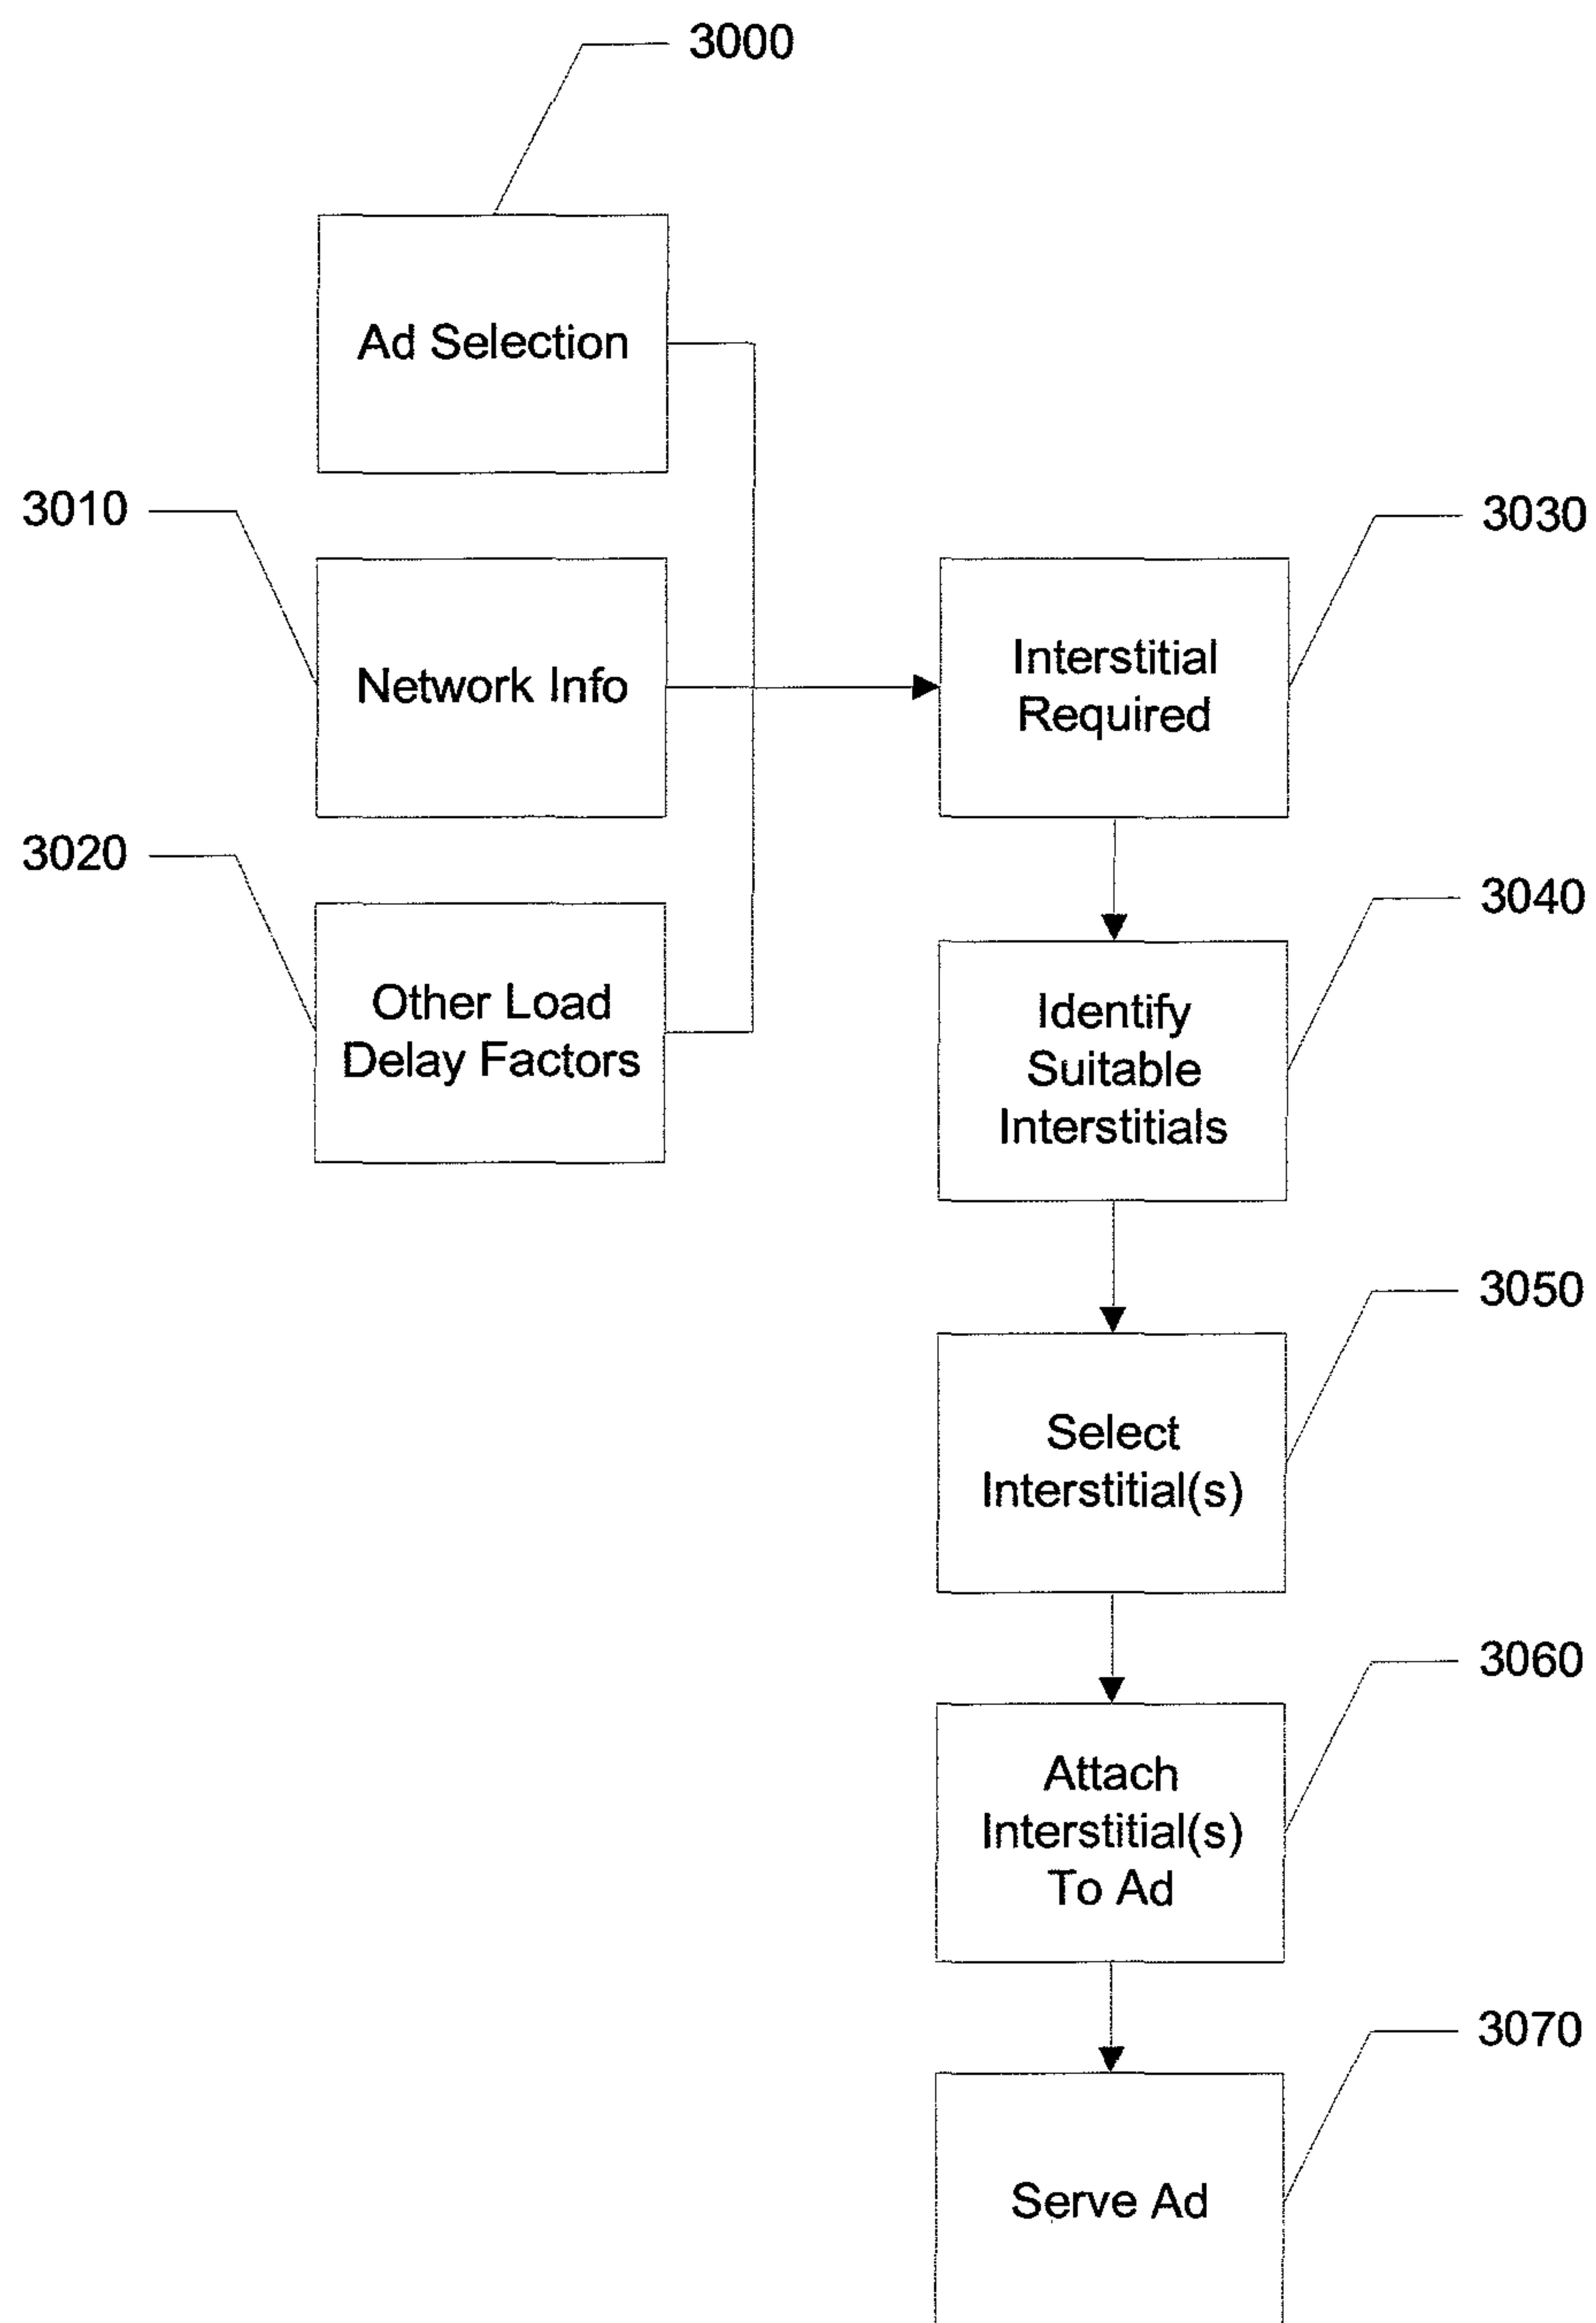 3000
Ad Selection
3010
Network Info
3020
Other Load
Delay Factors
3030
Interstitial
Required
3040
Identify
Suitable
Interstitials
3050
Select
Interstitial(s)
3060
Attach
Interstitial(s)
To Ad
3070
Serve Ad